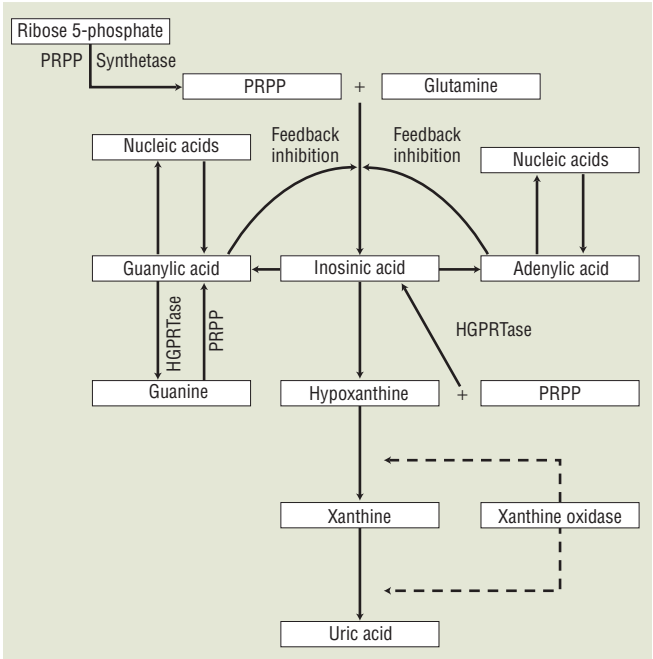 Ribose 5-phosphate
PRPP Synthetase
PRPP + Glutamine
Feedback
inhibition
Feedback
inhibition
Nucleic acids
Nucleic acids
Guanylic acid
Inosinic acid
Adenylic acid
HGPRTase
PRPP
HGPRTase
Guanine
Hypoxanthine + PRPP
Xanthine
Xanthine oxidase
Uric acid